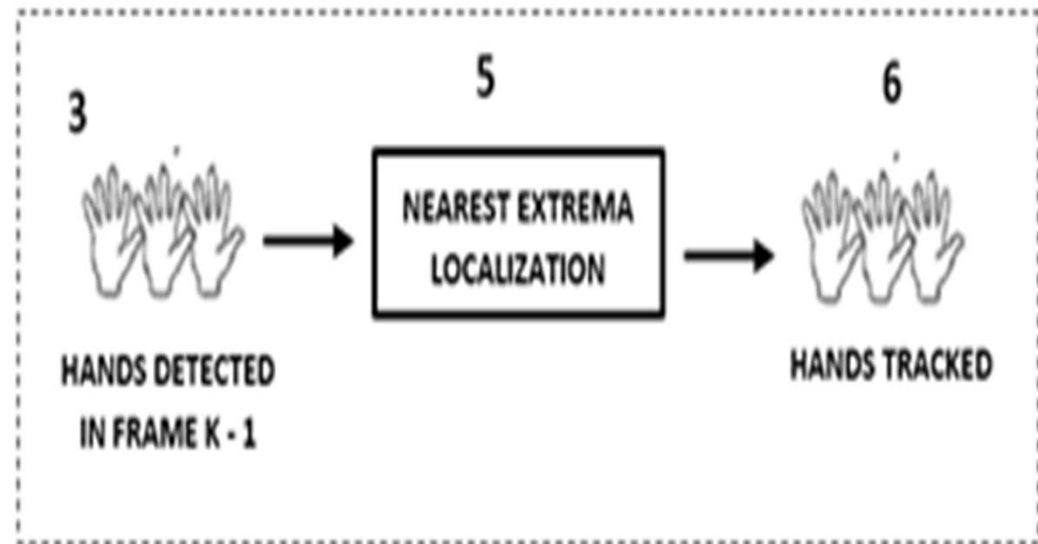 3
5
6
NEAREST EXTREMA
LOCALIZATION
HANDS DETECTED
IN FRAME K - 1
HANDS TRACKED